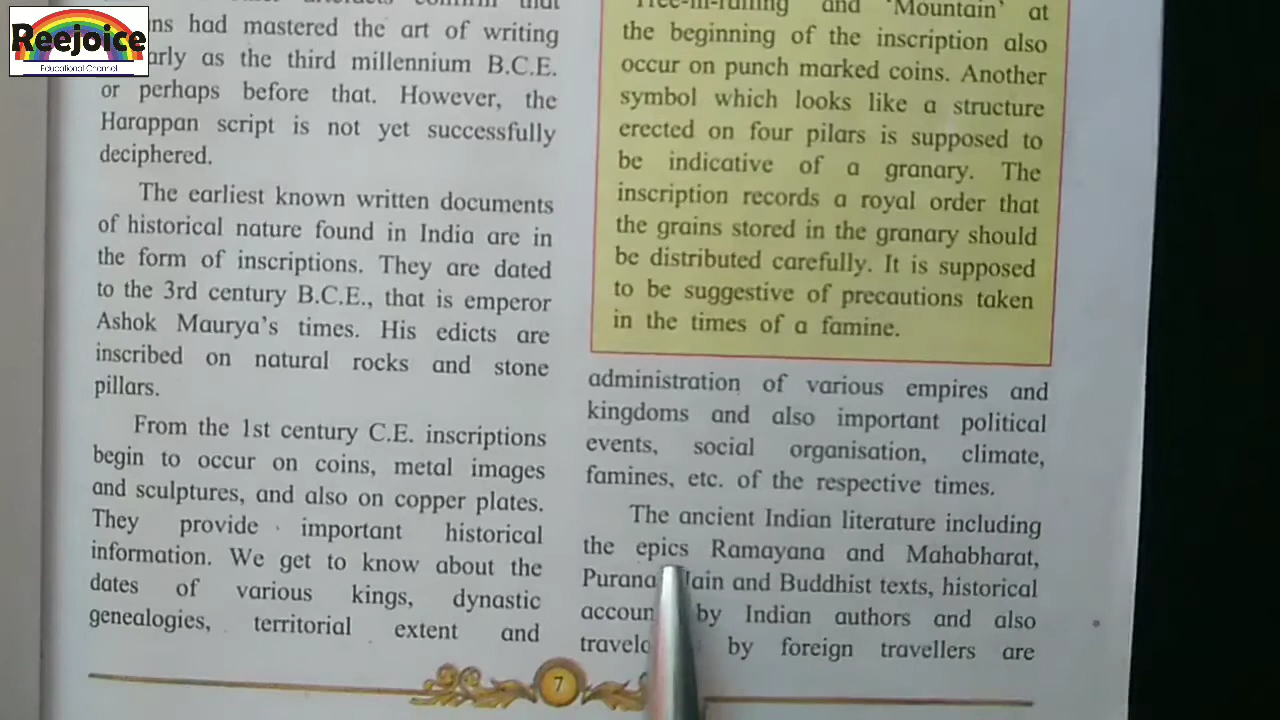 Reejoice
Educational Channel
had mastered the art of writing
as the third millennium B.C.E.
or perhaps before that. However, the
Harappan script is not yet successfully
deciphered.
The earliest known written documents
of historical nature found in India are in
the form of inscriptions. They are dated
to the 3rd century B.C.E., that is emperor
Ashok Maurya's times. His edicts are
inscribed on natural rocks and stone
pillars.
From the 1st century C.E. inscriptions
begin to occur on coins, metal images
and sculptures, and also on copper plates.
They provide important historical
information. We get to know about the
dates of various kings, dynastic
genealogies, territorial extent and
and 'Mountain' at
the beginning of the inscription also
occur on punch marked coins. Another
symbol which looks like a structure
erected on four pilars is supposed to
be indicative of a granary. The
inscription records a royal order that
the grains stored in the granary should
be distributed carefully. It is supposed
to be suggestive of precautions taken
in the times of a famine.
administration of various empires and
kingdoms and also important political
events, social organisation, climate,
famines, etc. of the respective times.
The ancient Indian literature including
the epics Ramayana and Mahabharat,
and Buddhist texts, historical
by Indian authors and also
by foreign travellers are
7